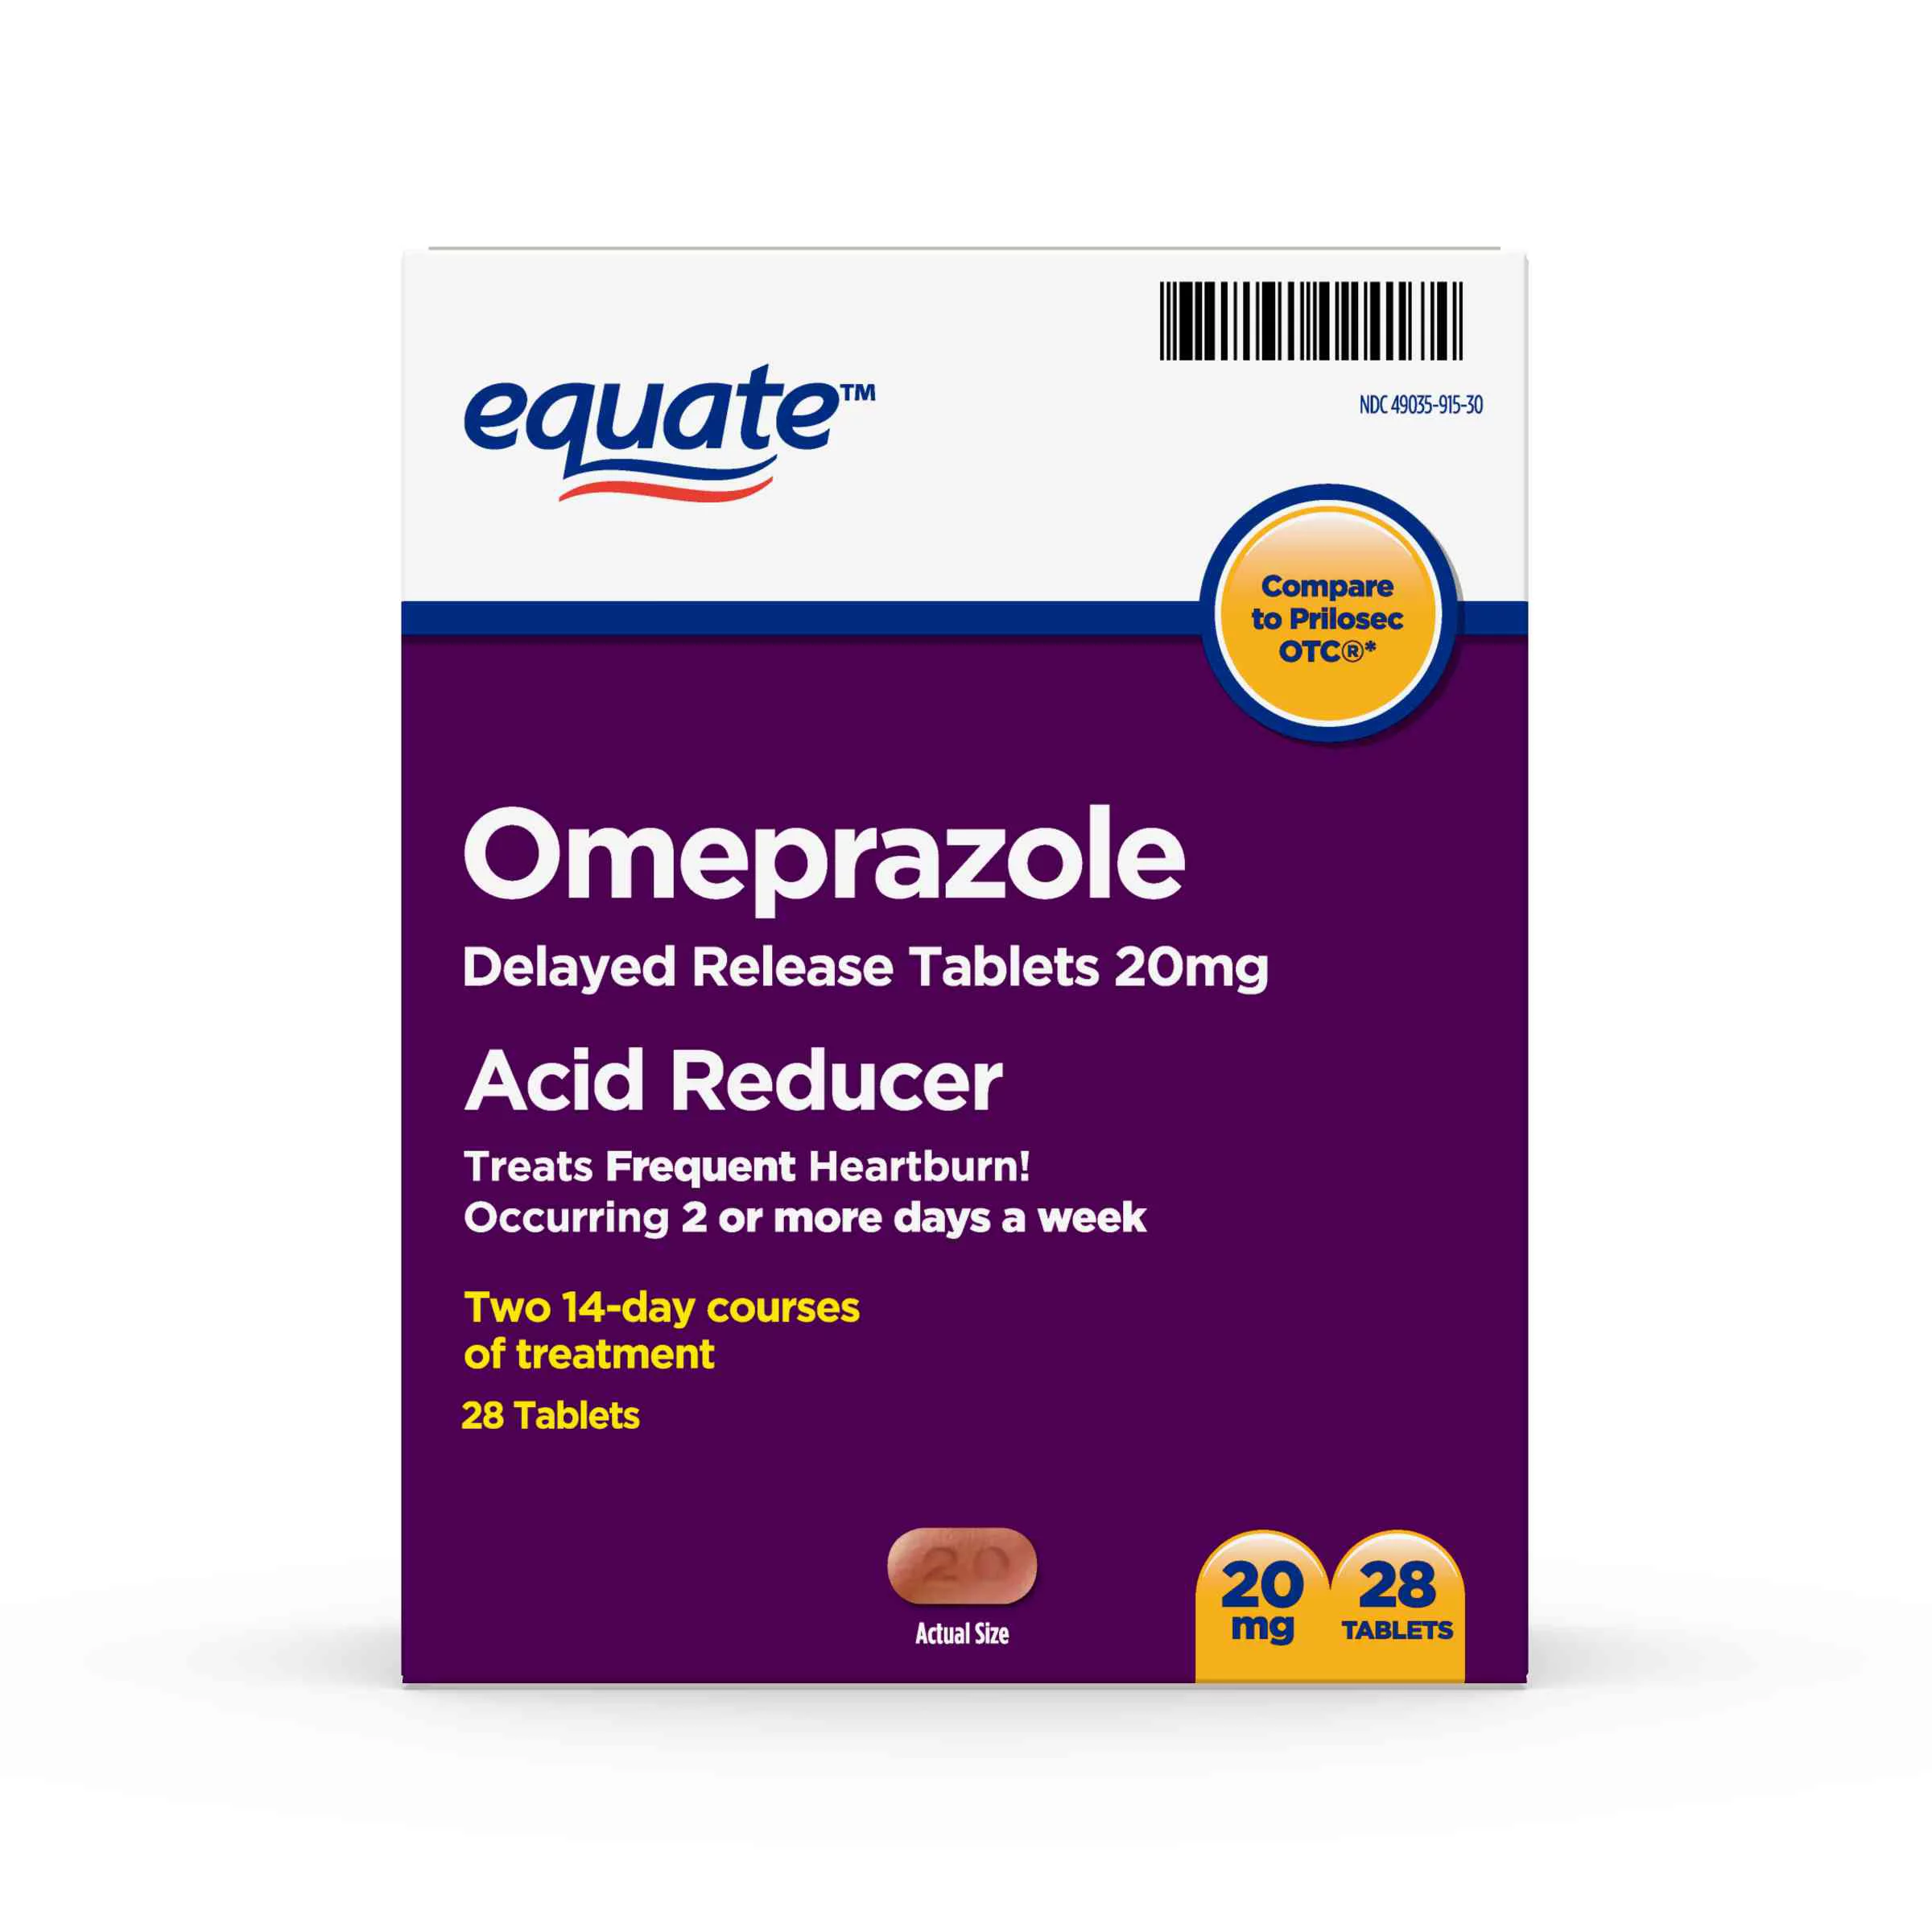 equate™
NDC 49035-915-30
Compare
to Prilosec
OTC®*
Omeprazole
Delayed Release Tablets 20mg
Acid Reducer
Treats Frequent Heartburn!
Occurring 2 or more days a week
Two 14-day courses
of treatment
28 Tablets
20
Actual Size
20
mg
28
TABLETS